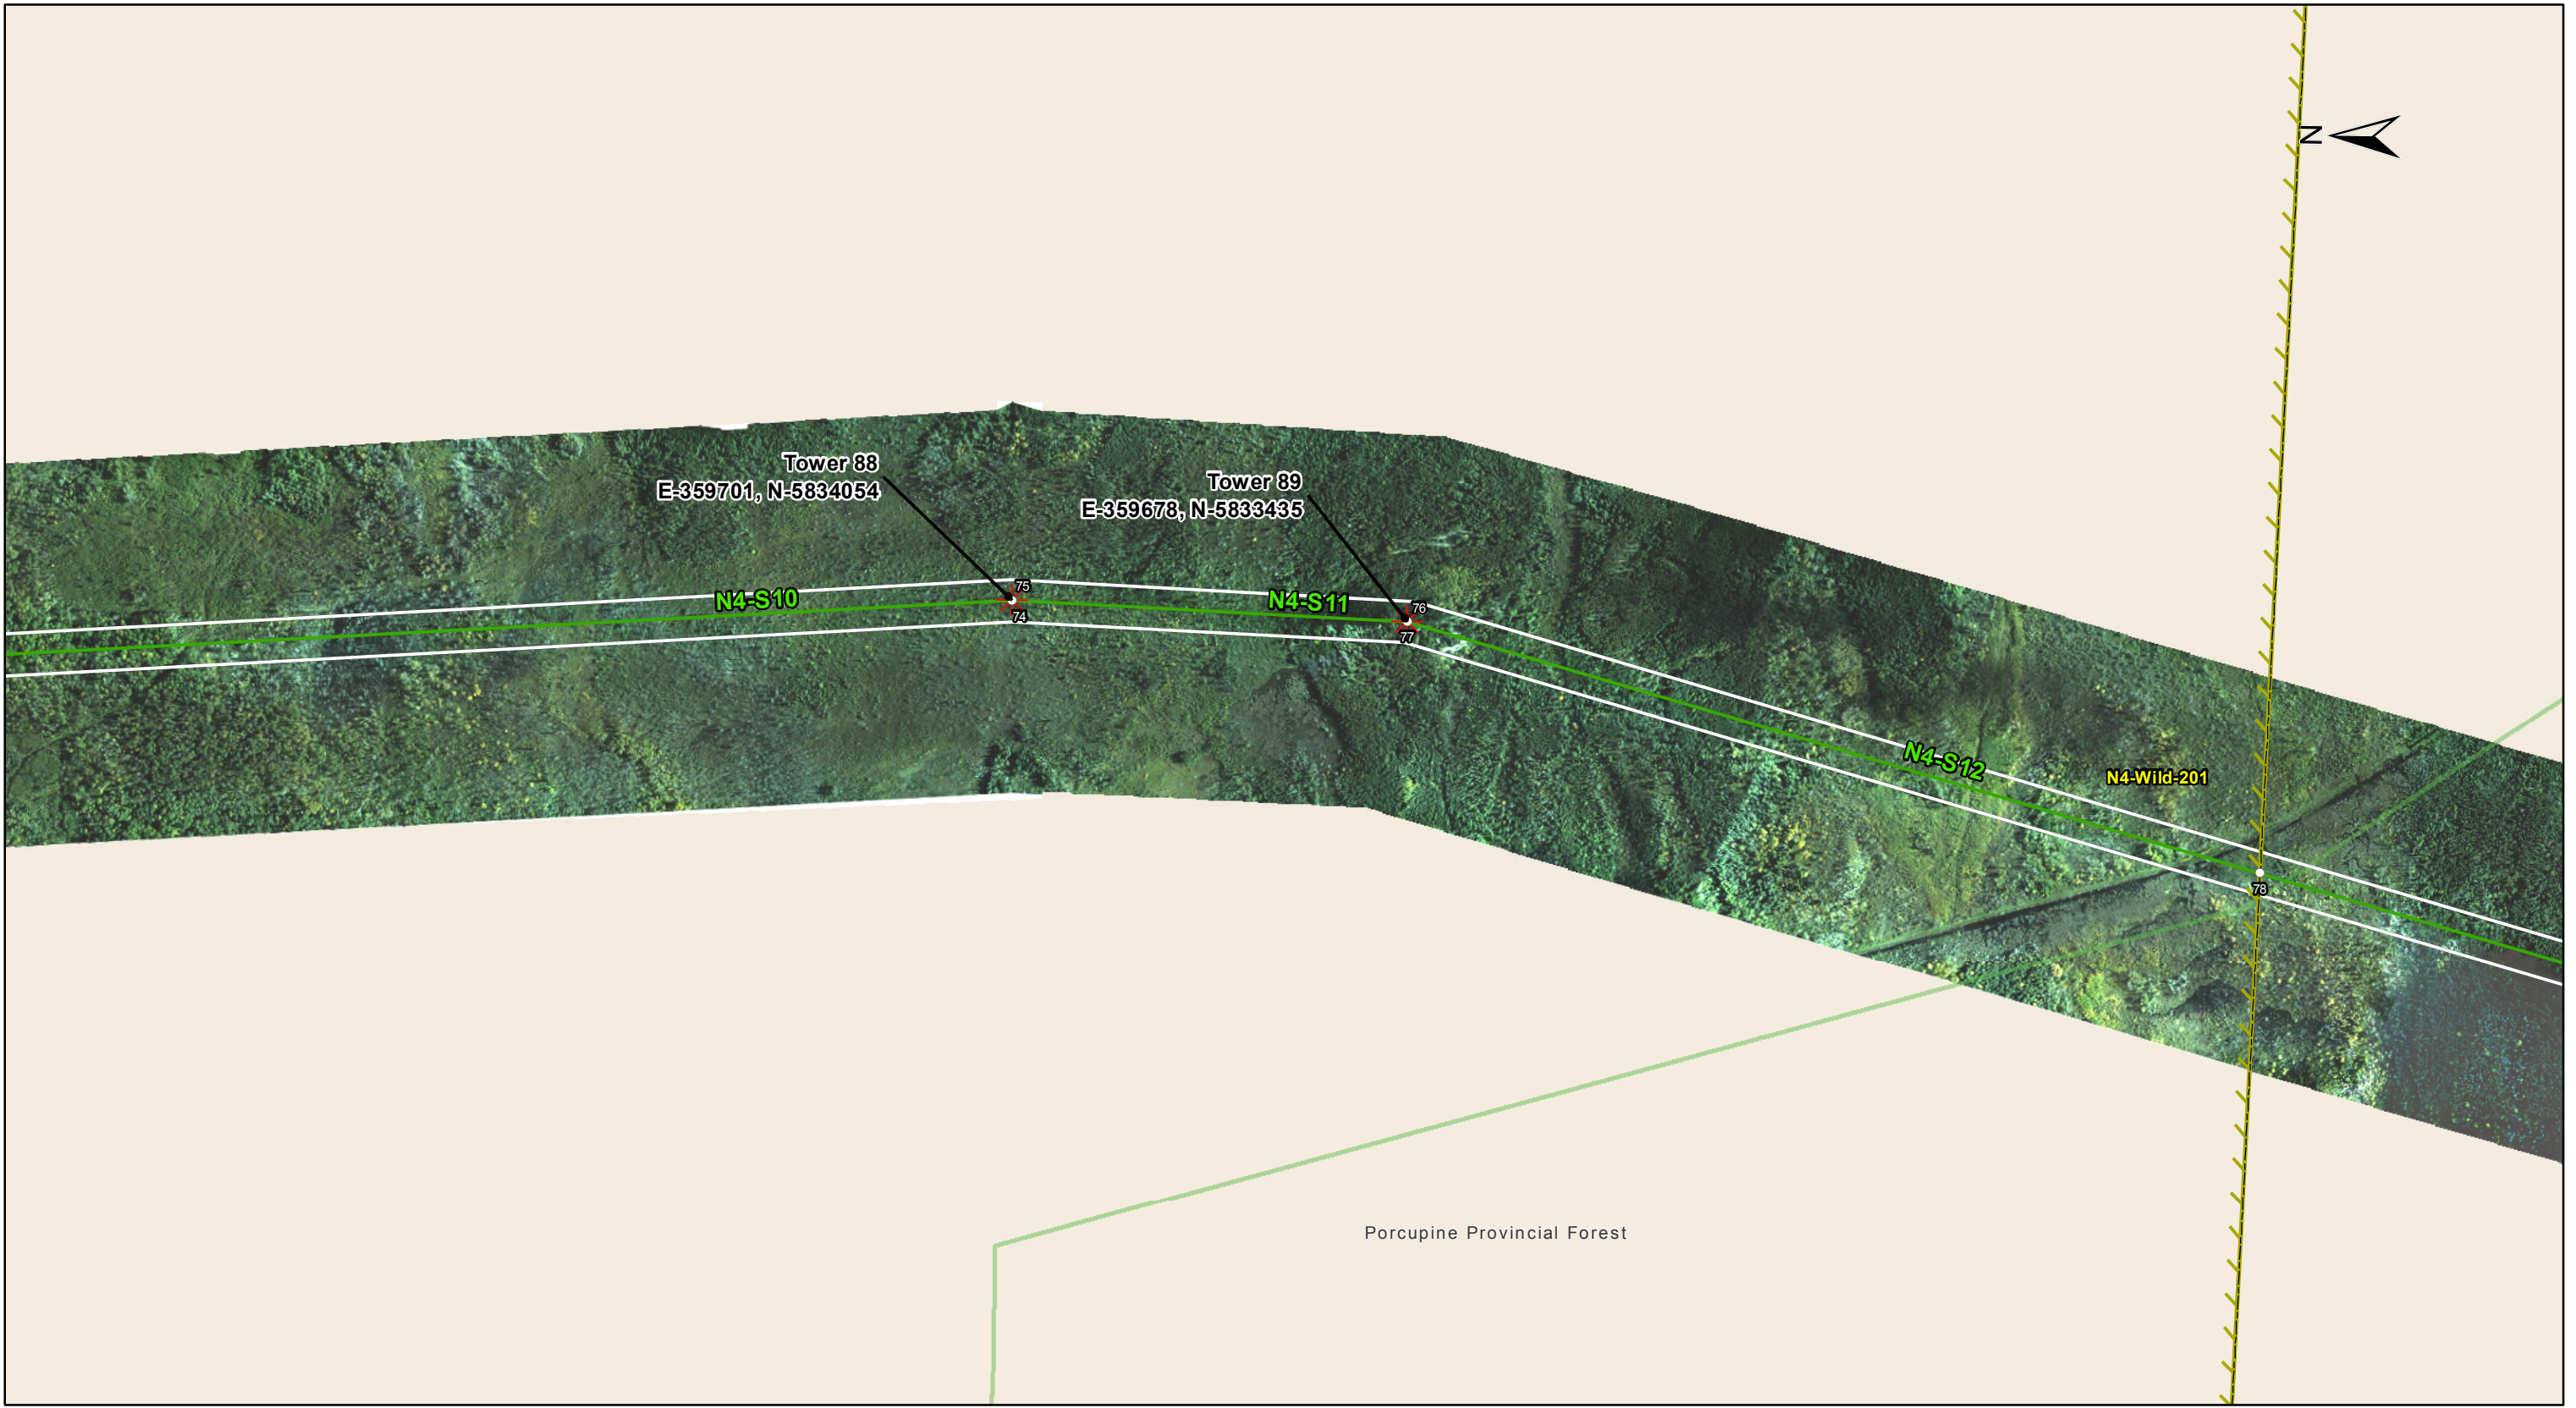 N
Tower 88
E-359701, N-5834054
Tower 89
E-359678, N-5833435
75
N4-S10
N4-S11
76
74
77
N4-S12
N4-Wild-201
78
Porcupine Provincial Forest